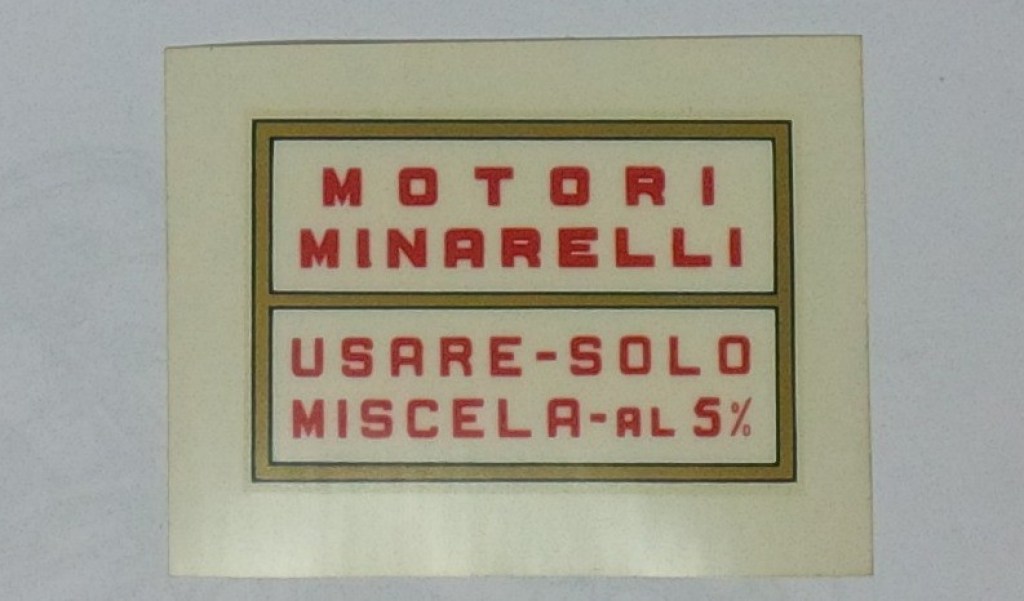 MOTORI
MINARELLI
USARE-SOLO
MISCELA-AL 5%